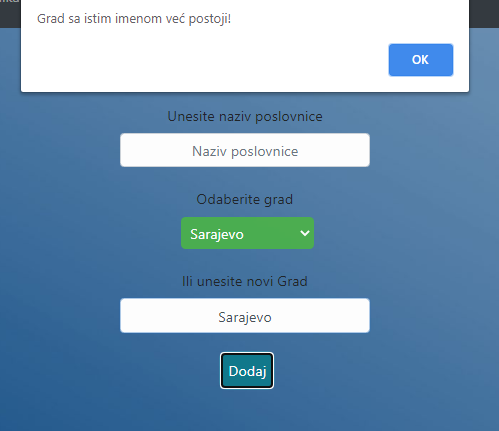 Grad sa istim imenom već postoji!
OK
Unesite naziv poslovnice
Naziv poslovnice
Odaberite grad
Sarajevo
Ili unesite novi Grad
Sarajevo
Dodaj